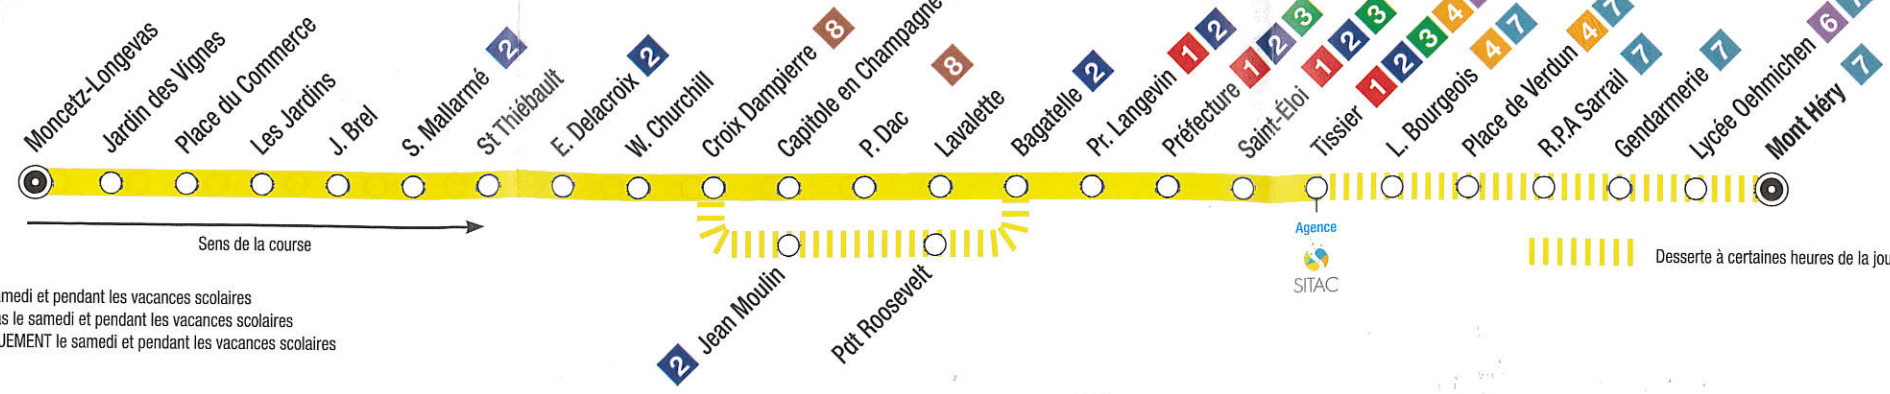 Moncetz-Longevas
Jardin des Vignes
Place du Commerce
Les Jardins
J. Brel
S. Mallarmé 2
St Thiébault
E. Delacroix 2
W. Churchill
Croix Dampierre 8
Capitole en Champagne
P. Dac
Lavalette
8
Bagatelle 2
Pr. Langevin 1 2
Préfecture 1 2 3
Saint-Éloi 1 2 3
Tissier 1 2 3 4
L. Bourgeois 4 7
Place de Verdun 4 7
R.P.A Sarrail 7
Gendarmerie 7
Lycée Oehmichen 6 7
Mont Héry 7
Sens de la course
Agence
SITAC
Desserte à certaines heures de la jou
2 Jean Moulin
Pdt Roosevelt
medi et pendant les vacances scolaires
s le samedi et pendant les vacances scolaires
UEMENT le samedi et pendant les vacances scolaires